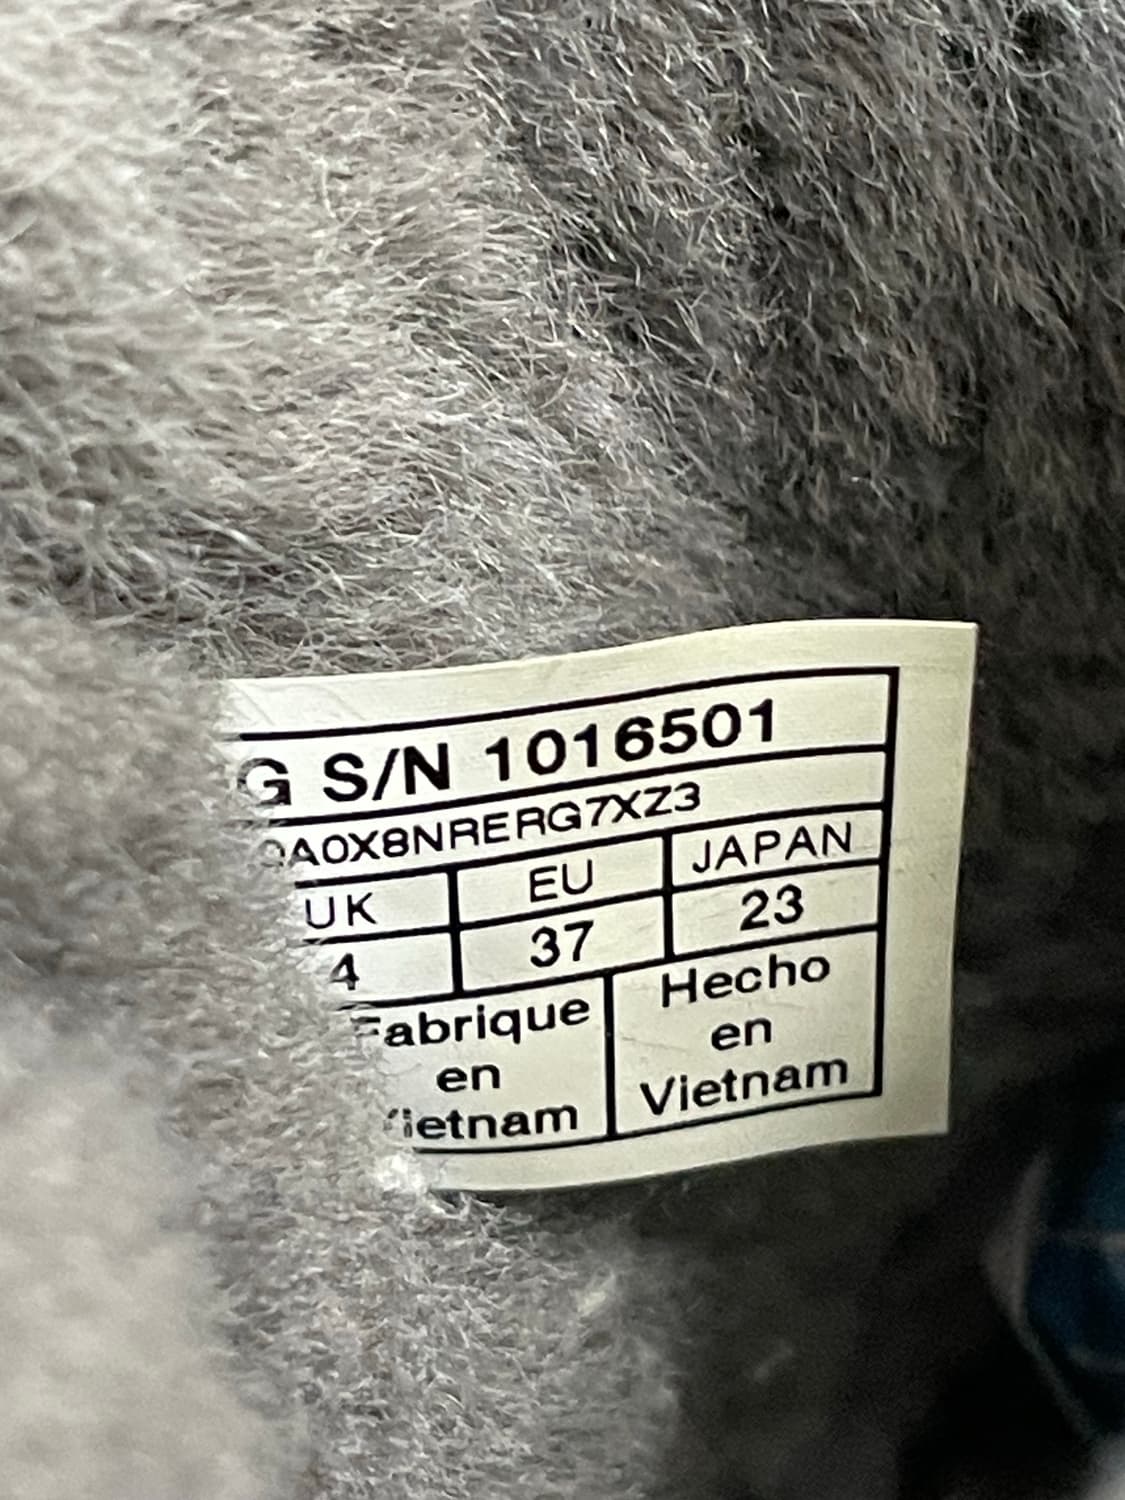 G S/N 1016501
A0X8NRERG7XZ3
UK EU JAPAN
4 37 23
Fabrique
en
Vietnam
Hecho
en
Vietnam